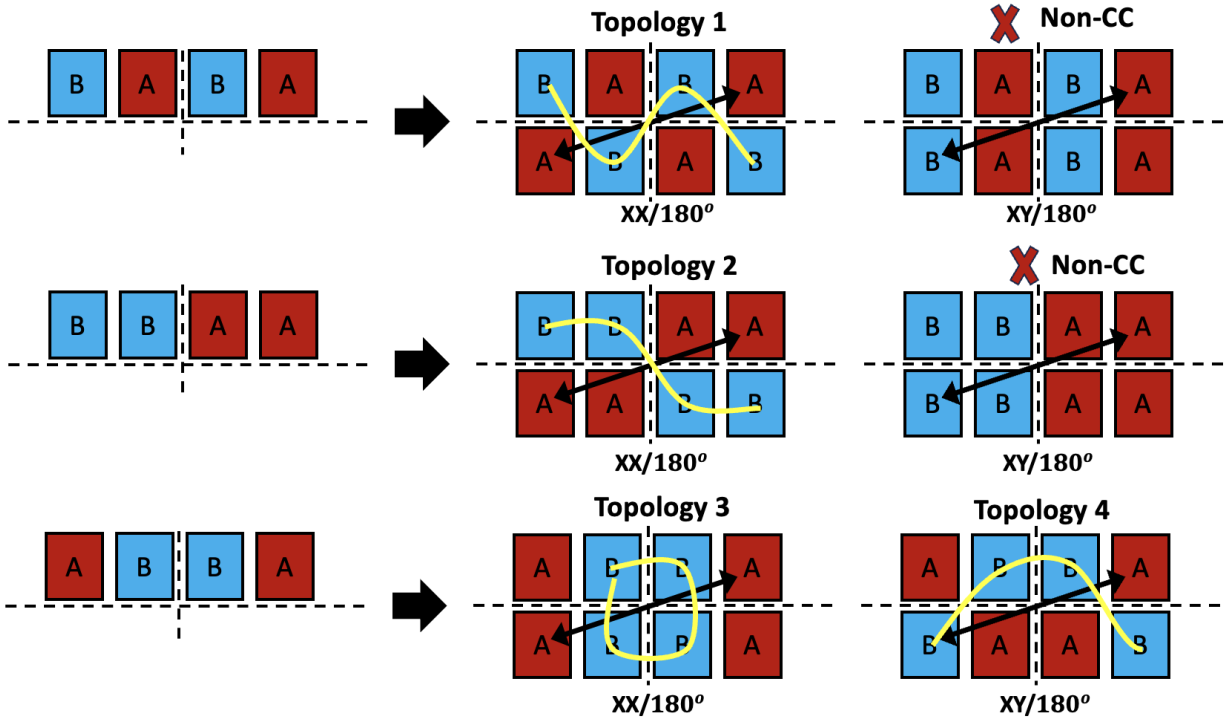 Topology 1
Non-CC
B A B A
B A B A
B A B A
A B A B
B A B A
XX/180°
XY/180°
Topology 2
Non-CC
B B A A
B B A A
B B A A
A A B B
B B A A
XX/180°
XY/180°
Topology 3
Topology 4
A B B A
A B B A
A B B A
A B B A
B A A B
XX/180°
XY/180°